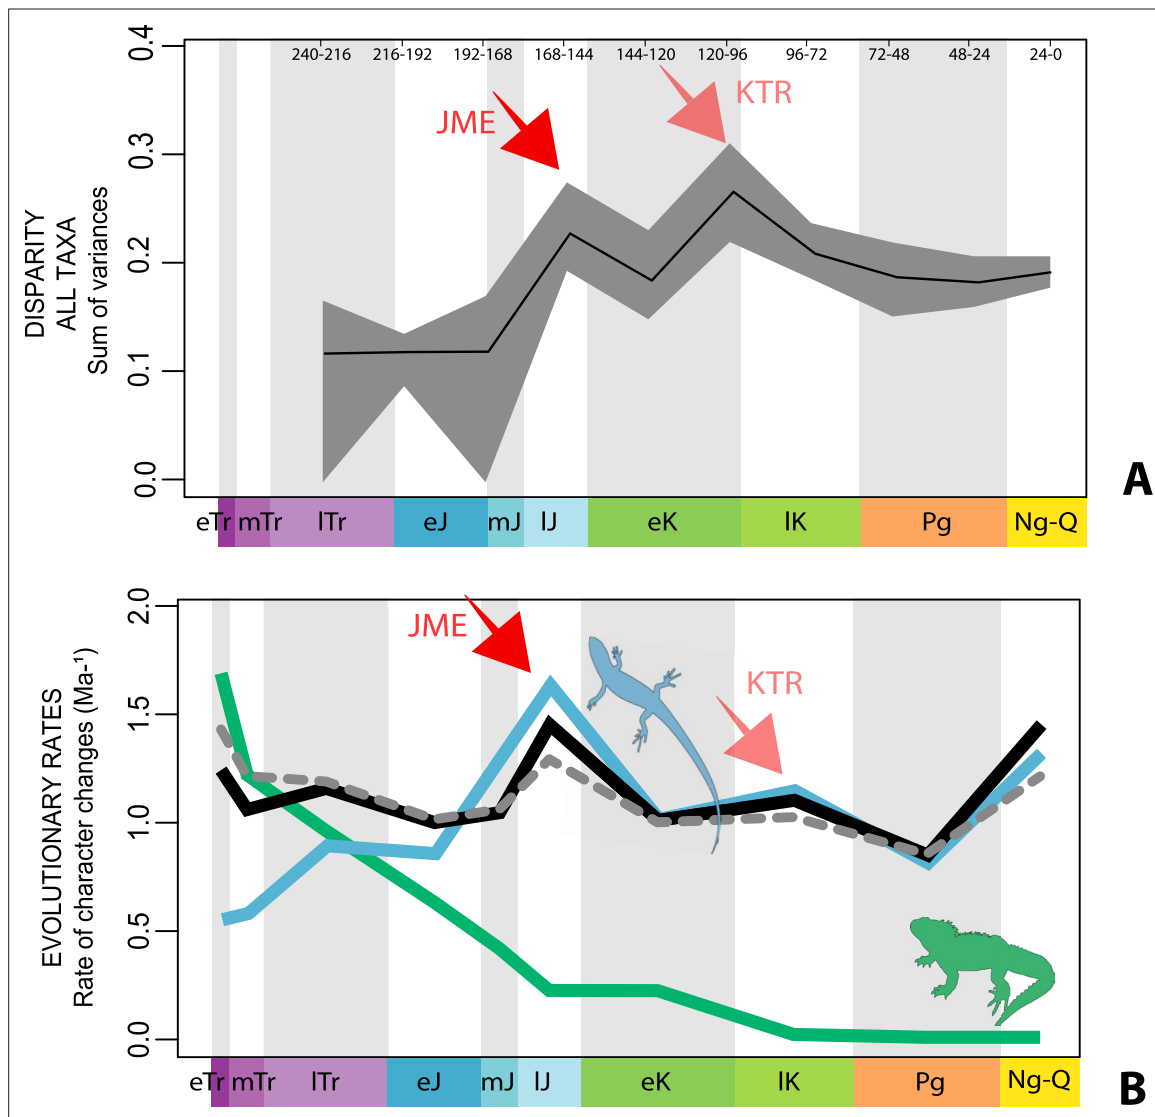 0.4
0.3
0.2
0.1
0.0
DISPARITY
ALL TAXA
Sum of variances
240-216 216-192 192-168 168-144 144-120 120-96 96-72 72-48 48-24 24-0
JME
KTR
A
eTr mTr lTr eJ mJ lJ eK lK Pg Ng-Q
2.0
1.5
1.0
0.5
0.0
EVOLUTIONARY RATES
Rate of character changes (Ma⁻¹)
JME
KTR
eTr mTr lTr eJ mJ lJ eK lK Pg Ng-Q
B